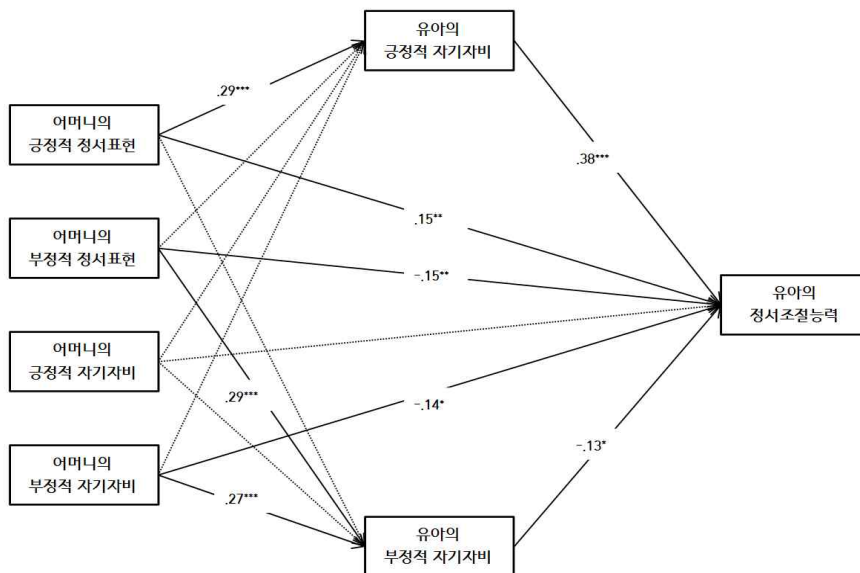 유아의
긍정적 자기자비
.29***
어머니의
긍정적 정서표현
.38***
.15**
어머니의
부정적 정서표현
-.15**
유아의
정서조절능력
어머니의
긍정적 자기자비
.29***
-.14*
-.13*
어머니의
부정적 자기자비
.27***
유아의
부정적 자기자비